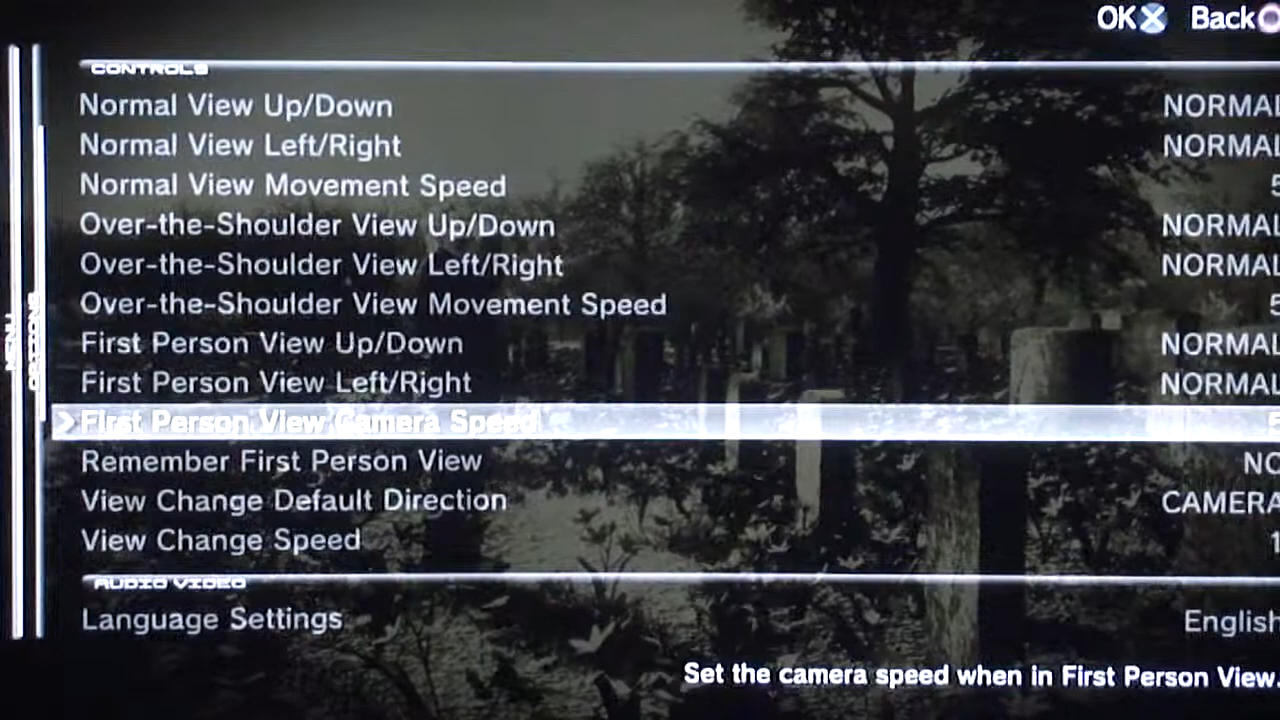 OK Back
CONTROLS
Normal View Up/Down NORMAL
Normal View Left/Right NORMAL
Normal View Movement Speed 5
Over-the-Shoulder View Up/Down NORMAL
Over-the-Shoulder View Left/Right NORMAL
Over-the-Shoulder View Movement Speed 5
First Person View Up/Down NORMAL
First Person View Left/Right NORMAL
First Person View Camera Speed 5
Remember First Person View NO
View Change Default Direction CAMERA
View Change Speed 1
AUDIO VIDEO
Language Settings English
Set the camera speed when in First Person View.
MENU
OPTIONS